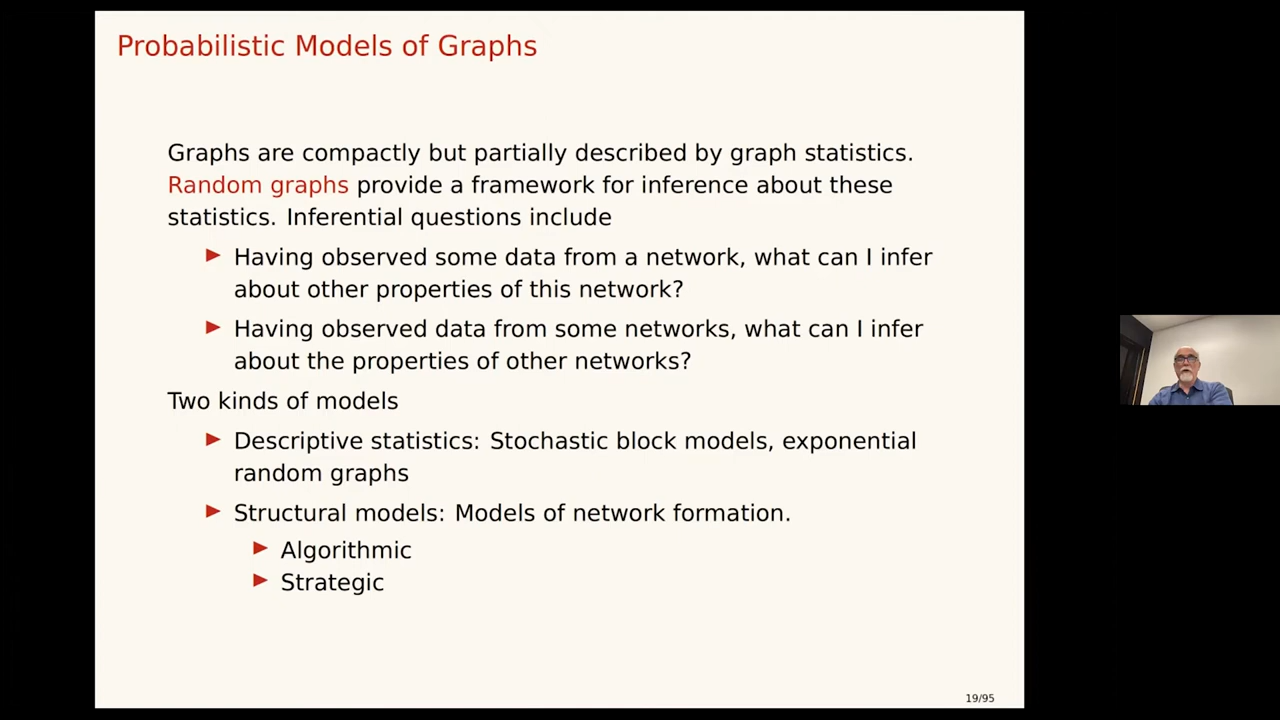 Probabilistic Models of Graphs
Graphs are compactly but partially described by graph statistics.
Random graphs provide a framework for inference about these
statistics. Inferential questions include
Having observed some data from a network, what can I infer
about other properties of this network?
Having observed data from some networks, what can I infer
about the properties of other networks?
Two kinds of models
Descriptive statistics: Stochastic block models, exponential
random graphs
Structural models: Models of network formation.
Algorithmic
Strategic
19/95